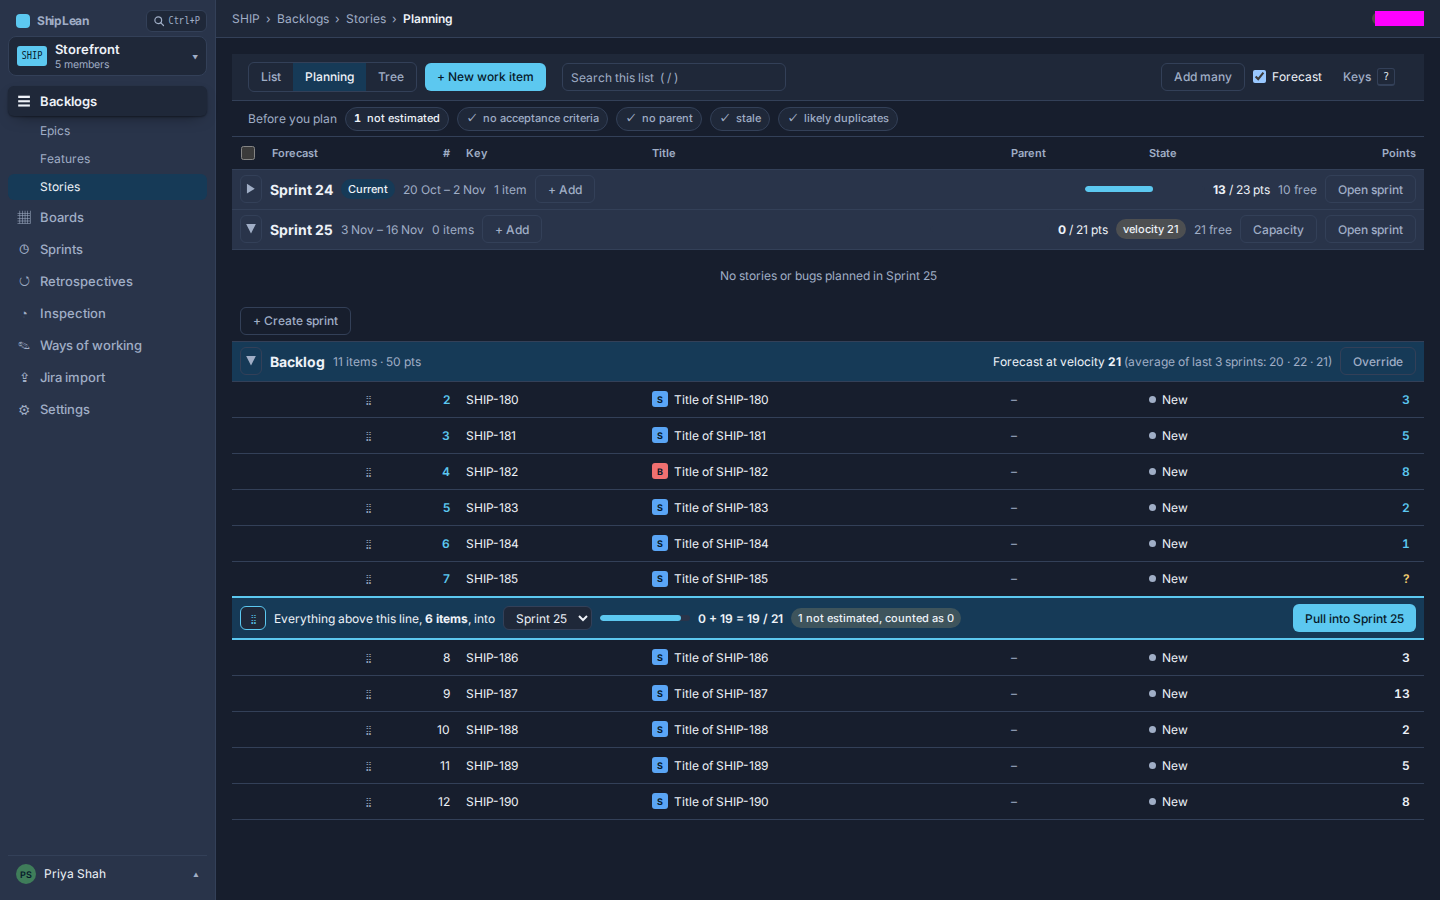 ShipLean Ctrl+P
SHIP Storefront
5 members
Backlogs
Epics
Features
Stories
Boards
Sprints
Retrospectives
Inspection
Ways of working
Jira import
Settings
PS Priya Shah
SHIP › Backlogs › Stories › Planning
List Planning Tree + New work item Search this list ( / ) Add many Forecast Keys ?
Before you plan 1 not estimated ✓ no acceptance criteria ✓ no parent ✓ stale ✓ likely duplicates
Forecast # Key Title Parent State Points
Sprint 24 Current 20 Oct – 2 Nov 1 item + Add 13 / 23 pts 10 free Open sprint
Sprint 25 3 Nov – 16 Nov 0 items + Add 0 / 21 pts velocity 21 21 free Capacity Open sprint
No stories or bugs planned in Sprint 25
+ Create sprint
Backlog 11 items · 50 pts Forecast at velocity 21 (average of last 3 sprints: 20 · 22 · 21) Override
2 SHIP-180 S Title of SHIP-180 – New 3
3 SHIP-181 S Title of SHIP-181 – New 5
4 SHIP-182 B Title of SHIP-182 – New 8
5 SHIP-183 S Title of SHIP-183 – New 2
6 SHIP-184 S Title of SHIP-184 – New 1
7 SHIP-185 S Title of SHIP-185 – New ?
Everything above this line, 6 items, into Sprint 25 0 + 19 = 19 / 21 1 not estimated, counted as 0 Pull into Sprint 25
8 SHIP-186 S Title of SHIP-186 – New 3
9 SHIP-187 S Title of SHIP-187 – New 13
10 SHIP-188 S Title of SHIP-188 – New 2
11 SHIP-189 S Title of SHIP-189 – New 5
12 SHIP-190 S Title of SHIP-190 – New 8